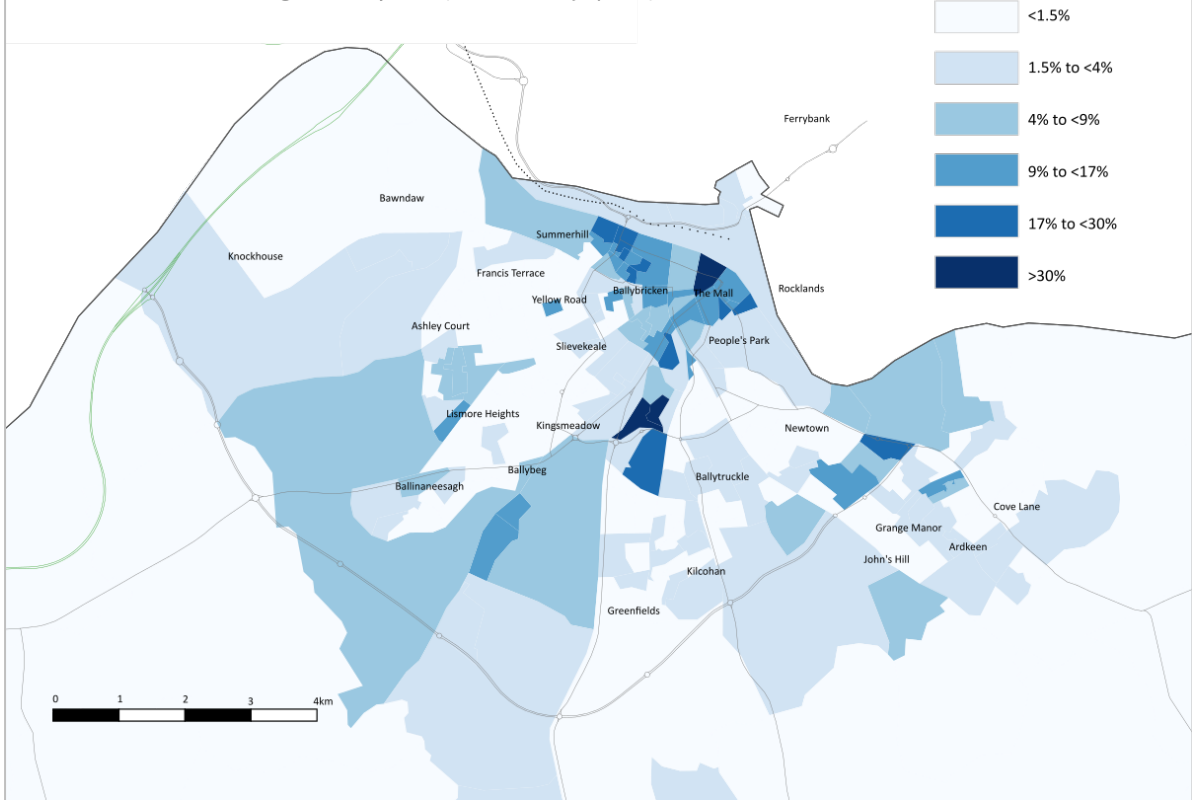 <1.5%
1.5% to <4%
4% to <9%
9% to <17%
17% to <30%
>30%
Ferrybank
Bawndaw
Summerhill
Knockhouse
Francis Terrace
Rocklands
Ballybricken
The Mall
Yellow Road
Ashley Court
People's Park
Slievekeale
Lismore Heights
Kingsmeadow
Newtown
Ballybeg
Ballytruckle
Ballinaneesagh
Cove Lane
Grange Manor
Ardkeen
John's Hill
Kilcohan
Greenfields
0 1 2 3 4km